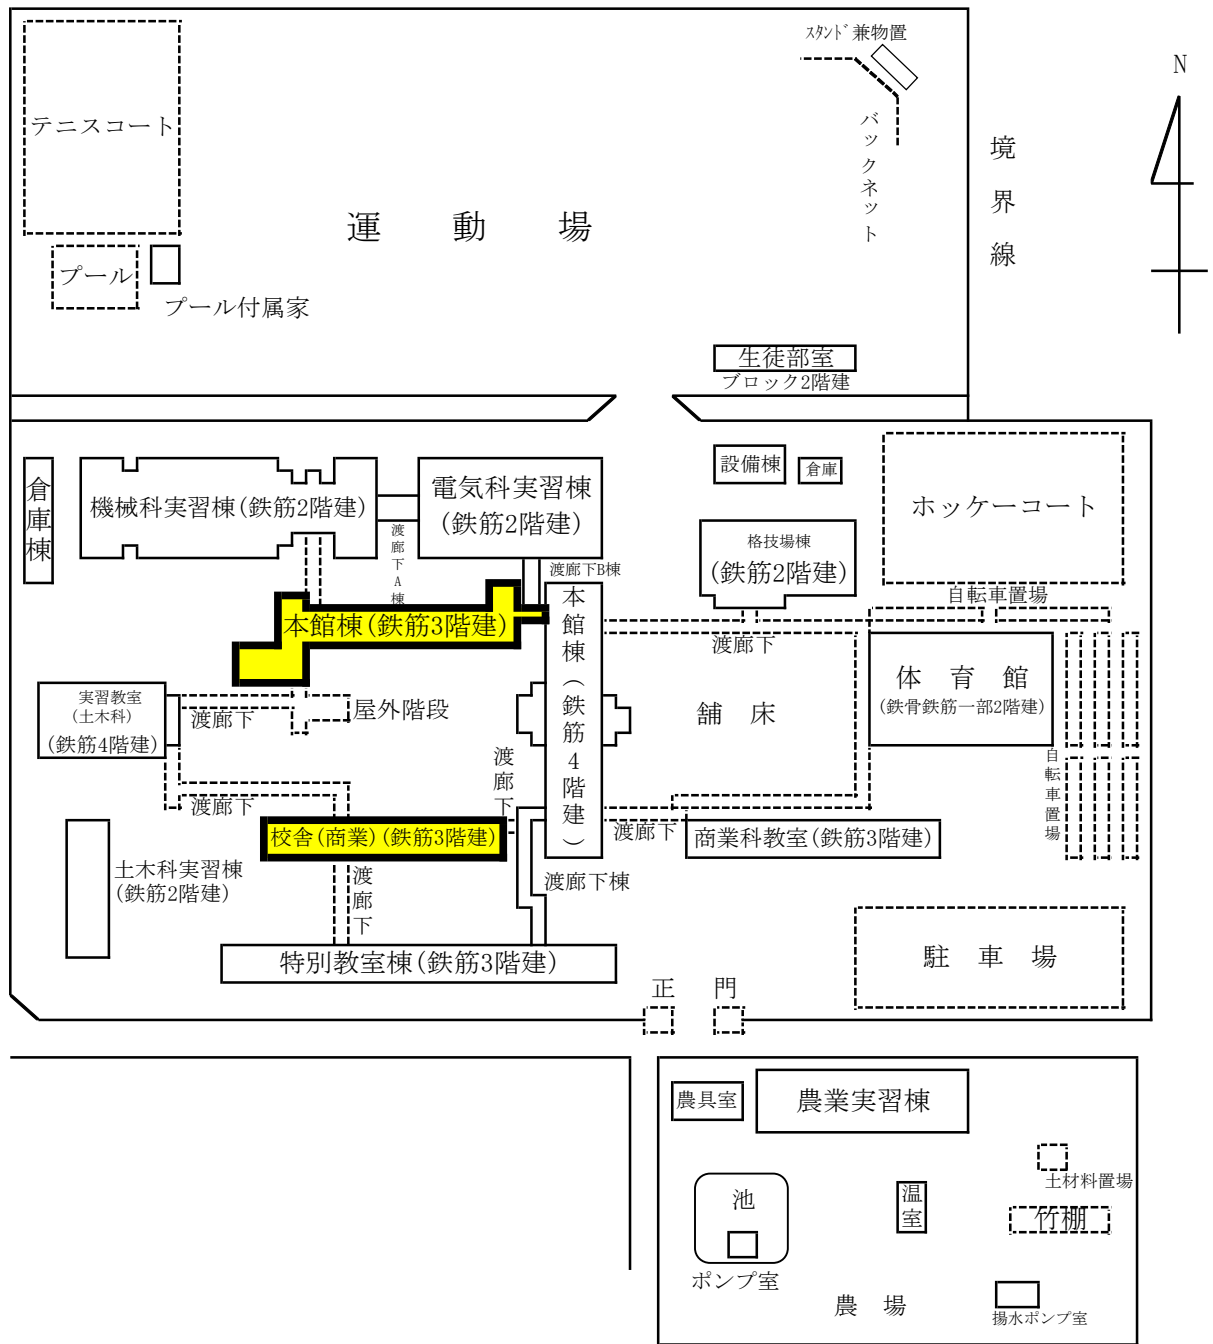 スタンド兼物置
N
テニスコート
バックネット
境界線
運動場
プール
プール付属家
生徒部室
ブロック2階建
倉庫棟
機械科実習棟(鉄筋2階建)
渡廊下A棟
電気科実習棟
(鉄筋2階建)
渡廊下B棟
設備棟
倉庫
ホッケーコート
格技場棟
(鉄筋2階建)
自転車置場
本館棟(鉄筋3階建)
本館棟(鉄筋4階建)
渡廊下
体育館
(鉄骨鉄筋一部2階建)
舗床
実習教室
(土木科)
(鉄筋4階建)
渡廊下
屋外階段
渡廊下
自転車置場
渡廊下
校舎(商業)(鉄筋3階建)
渡廊下
商業科教室(鉄筋3階建)
土木科実習棟
(鉄筋2階建)
渡廊下
渡廊下棟
特別教室棟(鉄筋3階建)
駐車場
正門
農具室
農業実習棟
土材料置場
池
温室
竹棚
ポンプ室
農場
揚水ポンプ室